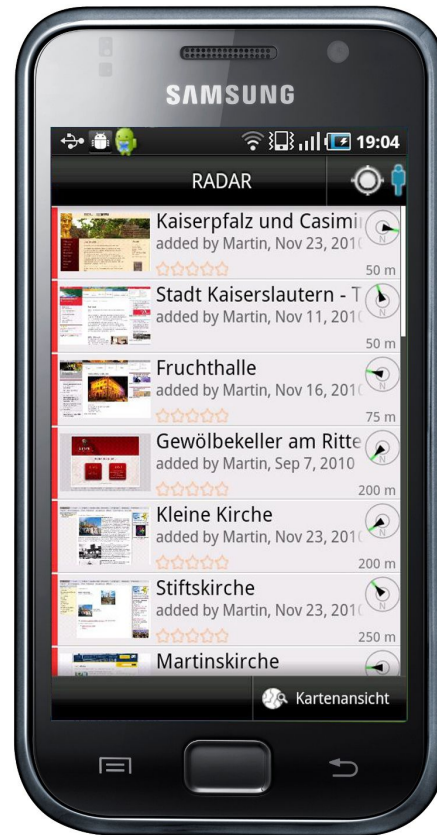 SAMSUNG
19:04
RADAR
Kaiserpfalz und Casimir
added by Martin, Nov 23, 2010
50 m
Stadt Kaiserslautern - T
added by Martin, Nov 11, 2010
50 m
Fruchthalle
added by Martin, Nov 16, 2010
75 m
Gewölbekeller am Ritte
added by Martin, Sep 7, 2010
200 m
Kleine Kirche
added by Martin, Nov 23, 2010
200 m
Stiftskirche
added by Martin, Nov 23, 2010
250 m
Martinskirche
Kartenansicht